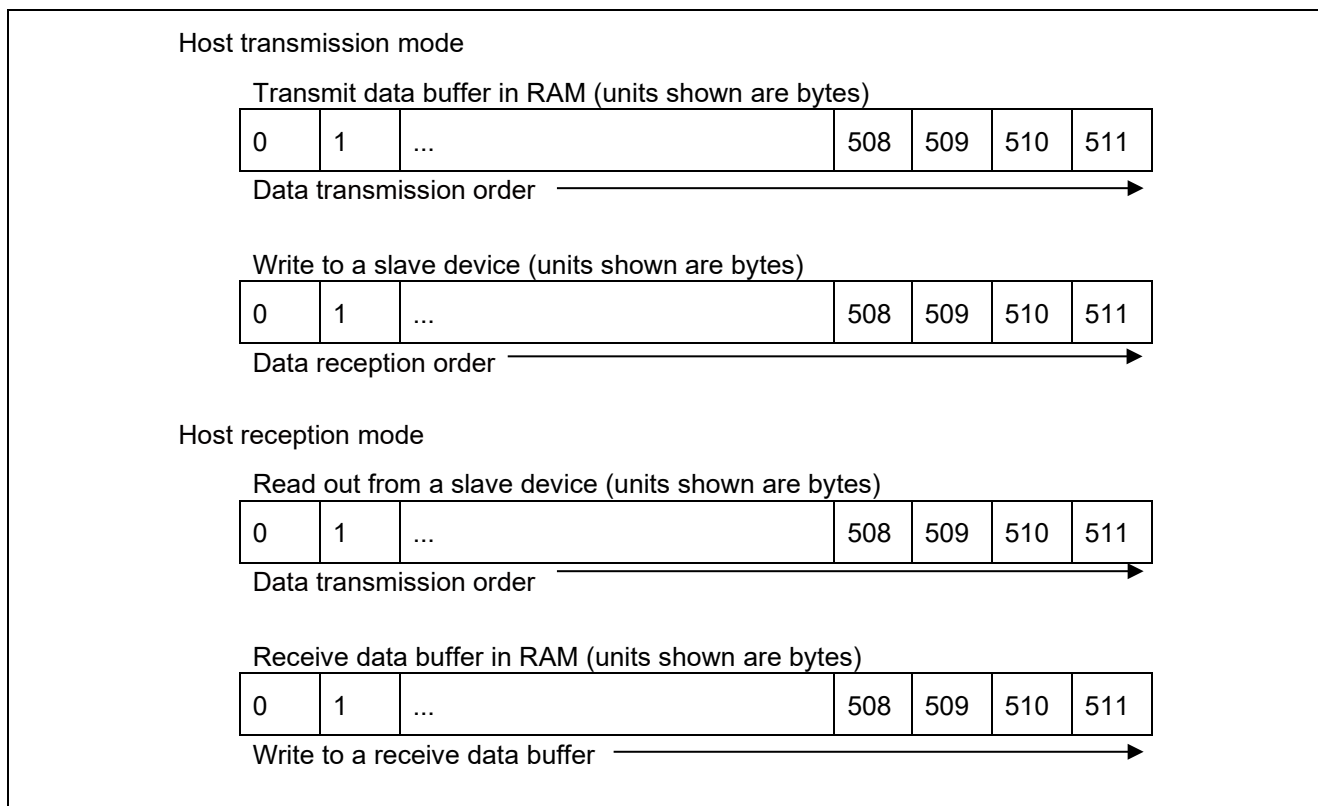 Host transmission mode
Transmit data buffer in RAM (units shown are bytes)
0 1 ... 508 509 510 511
Data transmission order
Write to a slave device (units shown are bytes)
0 1 ... 508 509 510 511
Data reception order
Host reception mode
Read out from a slave device (units shown are bytes)
0 1 ... 508 509 510 511
Data transmission order
Receive data buffer in RAM (units shown are bytes)
0 1 ... 508 509 510 511
Write to a receive data buffer